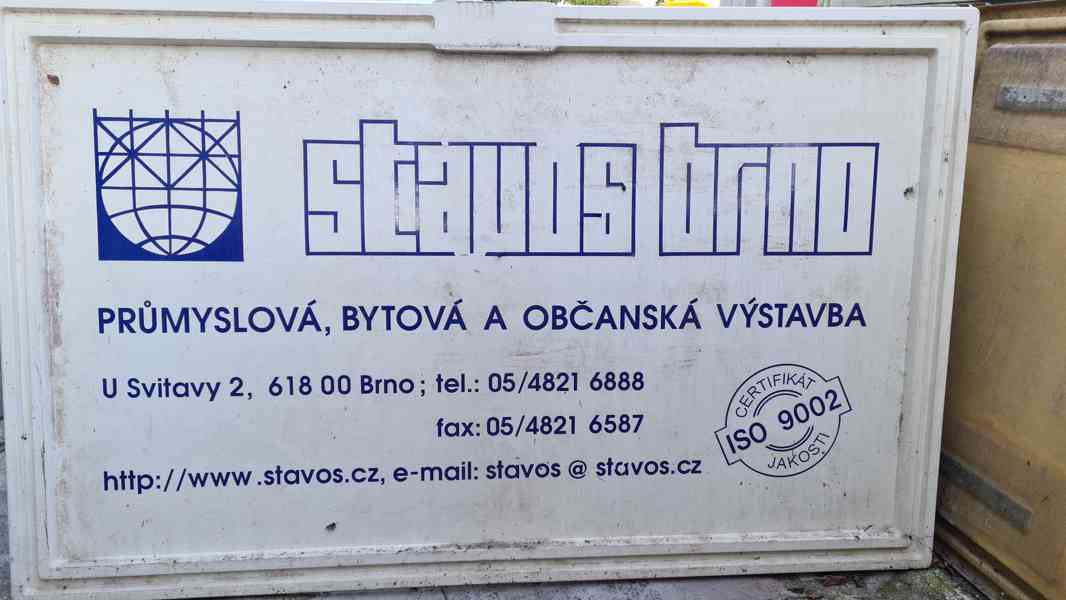 stavos brno
PRŮMYSLOVÁ, BYTOVÁ A OBČANSKÁ VÝSTAVBA
U Svitavy 2, 618 00 Brno; tel.: 05/4821 6888
fax: 05/4821 6587
http://www.stavos.cz, e-mail: stavos @ stavos.cz
CERTIFIKÁT
ISO 9002
JAKOSTI